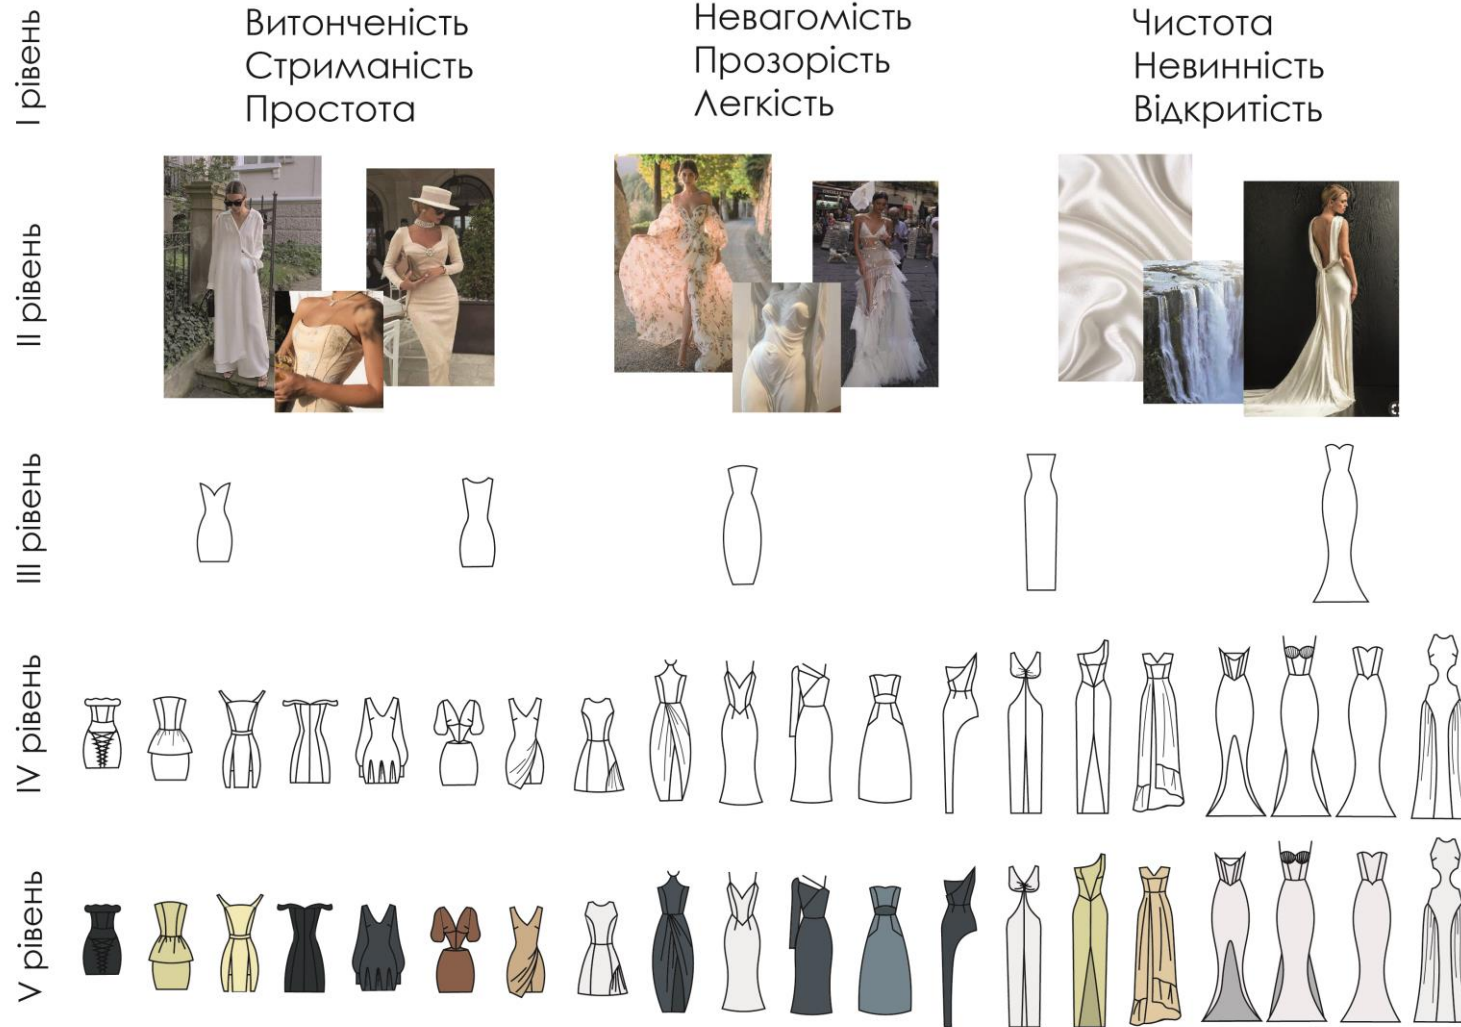 I рівень
Витонченість
Стриманість
Простота
Невагомість
Прозорість
Легкість
Чистота
Невинність
Відкритість
II рівень
III рівень
IV рівень
V рівень